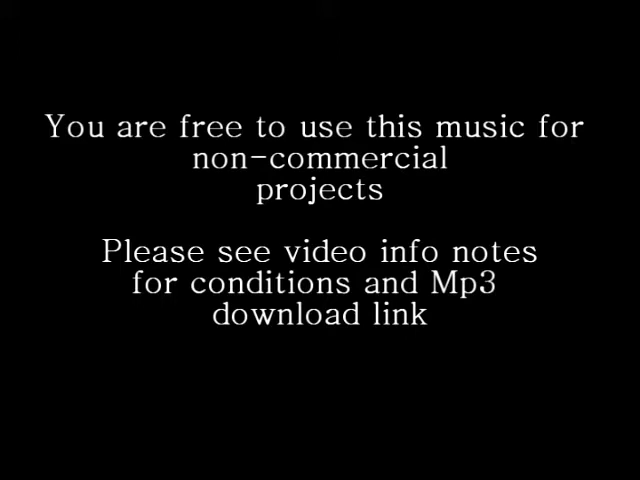 You are free to use this music for
non-commercial
projects
Please see video info notes
for conditions and Mp3
download link